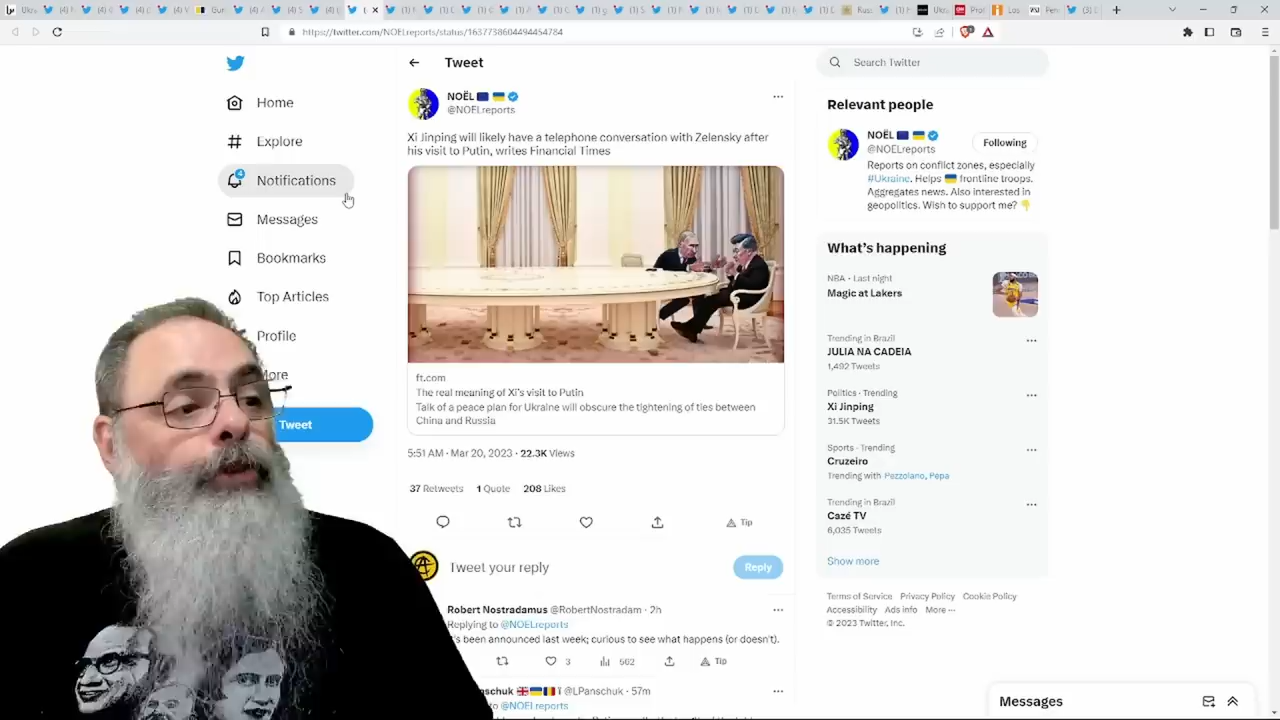 https://twitter.com/NOELreports/status/1637738604494454784
Home
Explore
4
Notifications
Messages
Bookmarks
Top Articles
Profile
ore
Tweet
Tweet
NOËL
@NOELreports
Xi Jinping will likely have a telephone conversation with Zelensky after
his visit to Putin, writes Financial Times
ft.com
The real meaning of Xi's visit to Putin
Talk of a peace plan for Ukraine will obscure the tightening of ties between
China and Russia
5:51 AM · Mar 20, 2023 · 22.3K Views
37 Retweets 1 Quote 208 Likes
Tip
Tweet your reply
Reply
Robert Nostradamus @RobertNostradam · 2h
Replying to @NOELreports
's been announced last week; curious to see what happens (or doesn't).
3 502 Tip
nschuk @LPanschuk · 57m
to @NOELreports
Search Twitter
Relevant people
NOËL
@NOELreports
Following
Reports on conflict zones, especially
#Ukraine. Helps frontline troops.
Aggregates news. Also interested in
geopolitics. Wish to support me?
What's happening
NBA · Last night
Magic at Lakers
Trending in Brazil
JULIA NA CADEIA
1,492 Tweets
Politics · Trending
Xi Jinping
31.5K Tweets
Sports · Trending
Cruzeiro
Trending with Pezzolano, Pepa
Trending in Brazil
Cazé TV
6,035 Tweets
Show more
Terms of Service Privacy Policy Cookie Policy
Accessibility Ads info More ···
© 2023 Twitter, Inc.
Messages